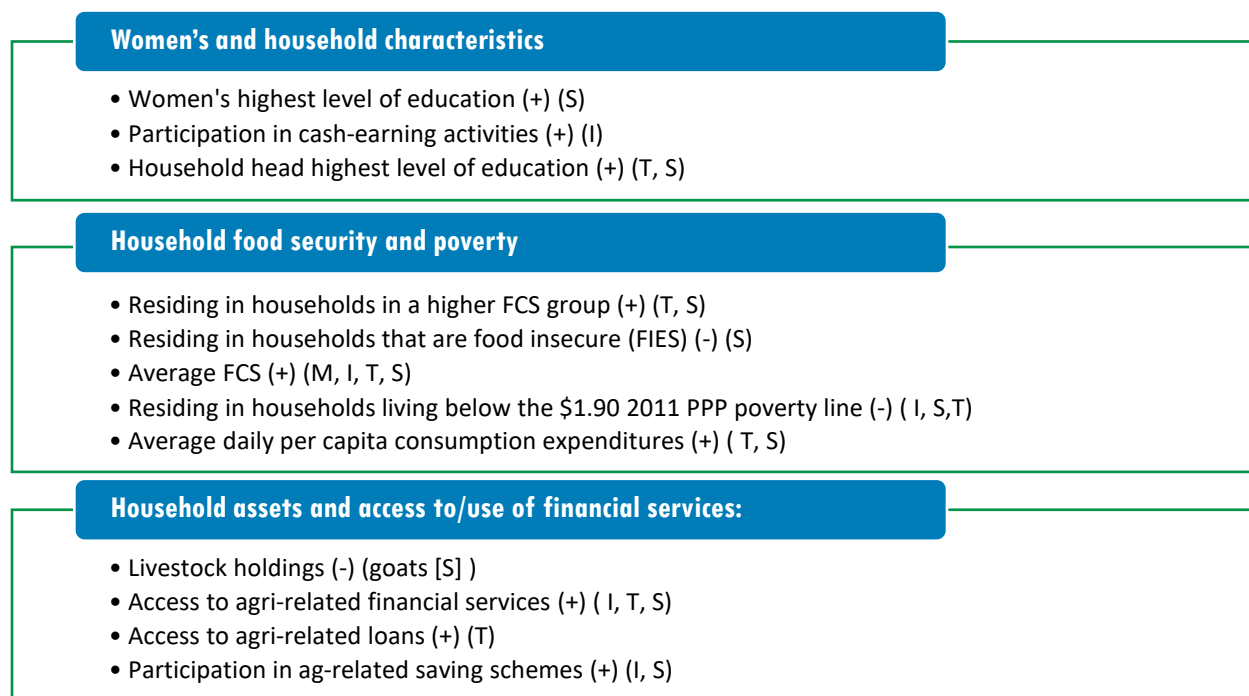 Women’s and household characteristics
• Women's highest level of education (+) (S)
• Participation in cash-earning activities (+) (I)
• Household head highest level of education (+) (T, S)
Household food security and poverty
• Residing in households in a higher FCS group (+) (T, S)
• Residing in households that are food insecure (FIES) (-) (S)
• Average FCS (+) (M, I, T, S)
• Residing in households living below the $1.90 2011 PPP poverty line (-) ( I, S,T)
• Average daily per capita consumption expenditures (+) ( T, S)
Household assets and access to/use of financial services:
• Livestock holdings (-) (goats [S] )
• Access to agri-related financial services (+) ( I, T, S)
• Access to agri-related loans (+) (T)
• Participation in ag-related saving schemes (+) (I, S)